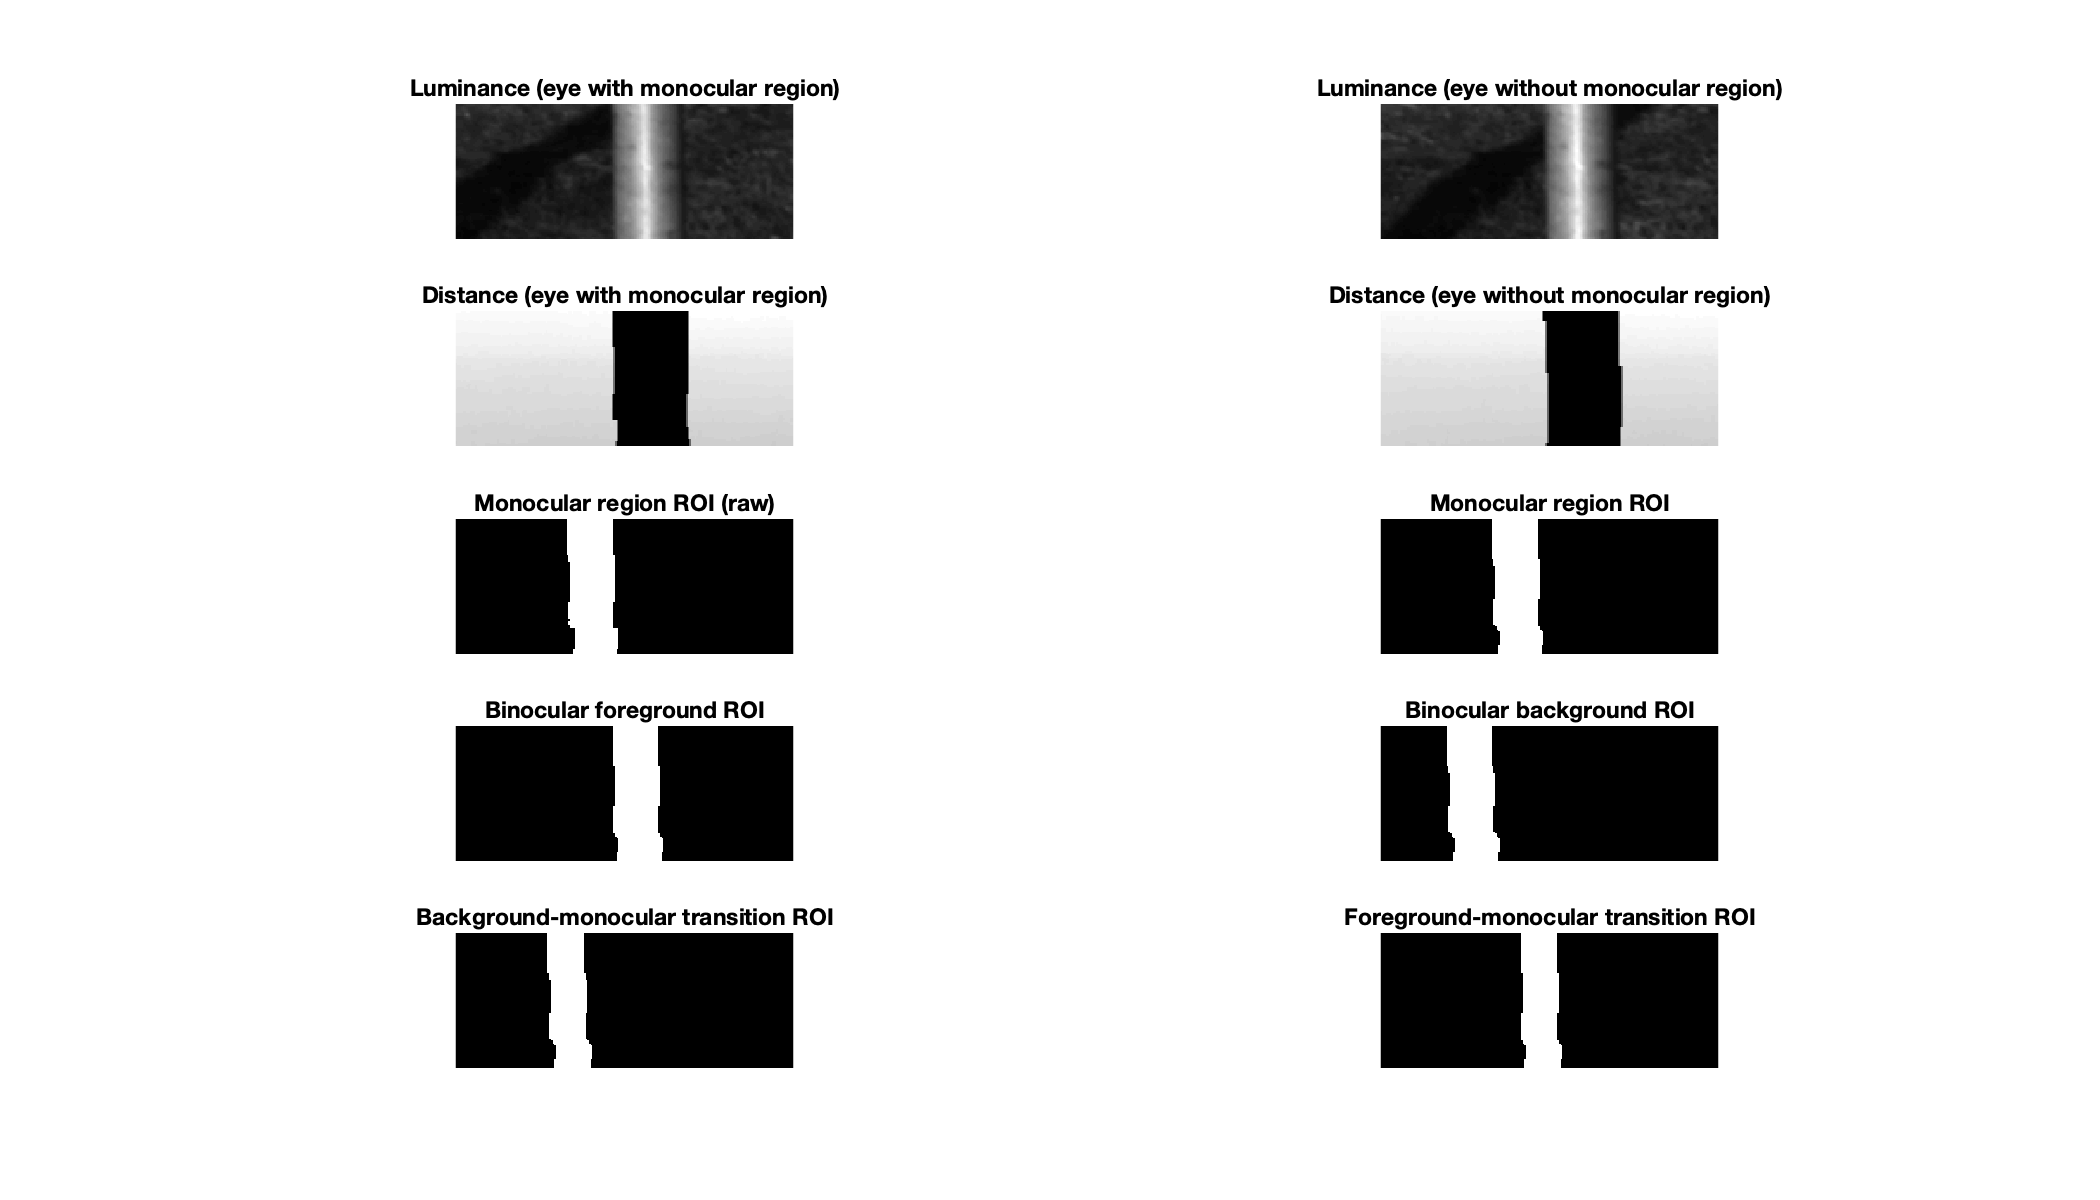 Luminance (eye with monocular region)
Luminance (eye without monocular region)
Distance (eye with monocular region)
Distance (eye without monocular region)
Monocular region ROI (raw)
Monocular region ROI
Binocular foreground ROI
Binocular background ROI
Background-monocular transition ROI
Foreground-monocular transition ROI